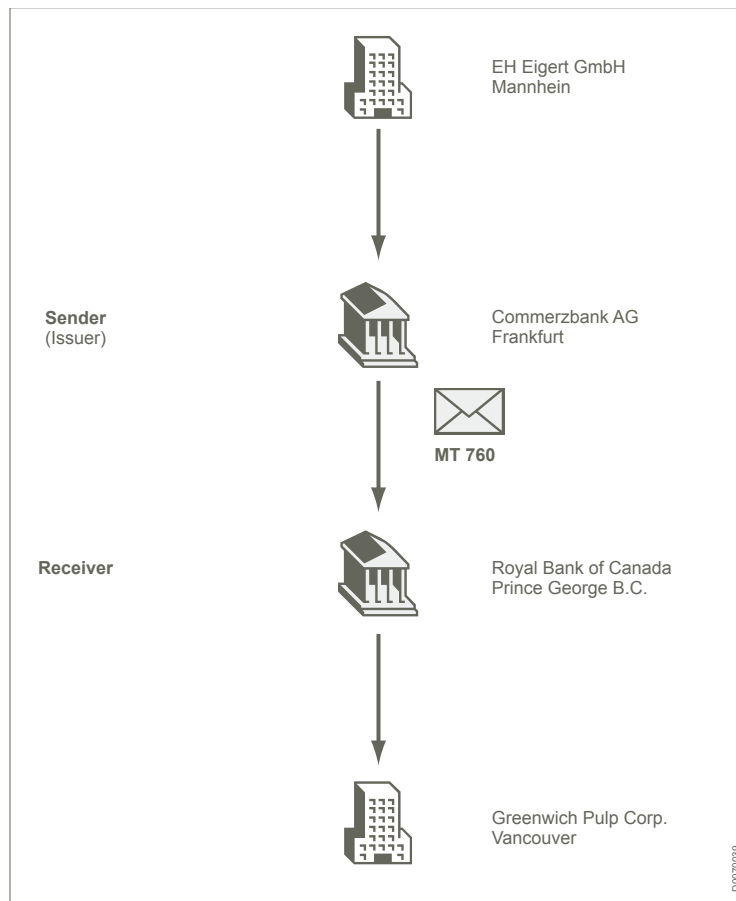 EH Eigert GmbH
Mannhein
Sender
(Issuer)
Commerzbank AG
Frankfurt
MT 760
Receiver
Royal Bank of Canada
Prince George B.C.
Greenwich Pulp Corp.
Vancouver
D0070039